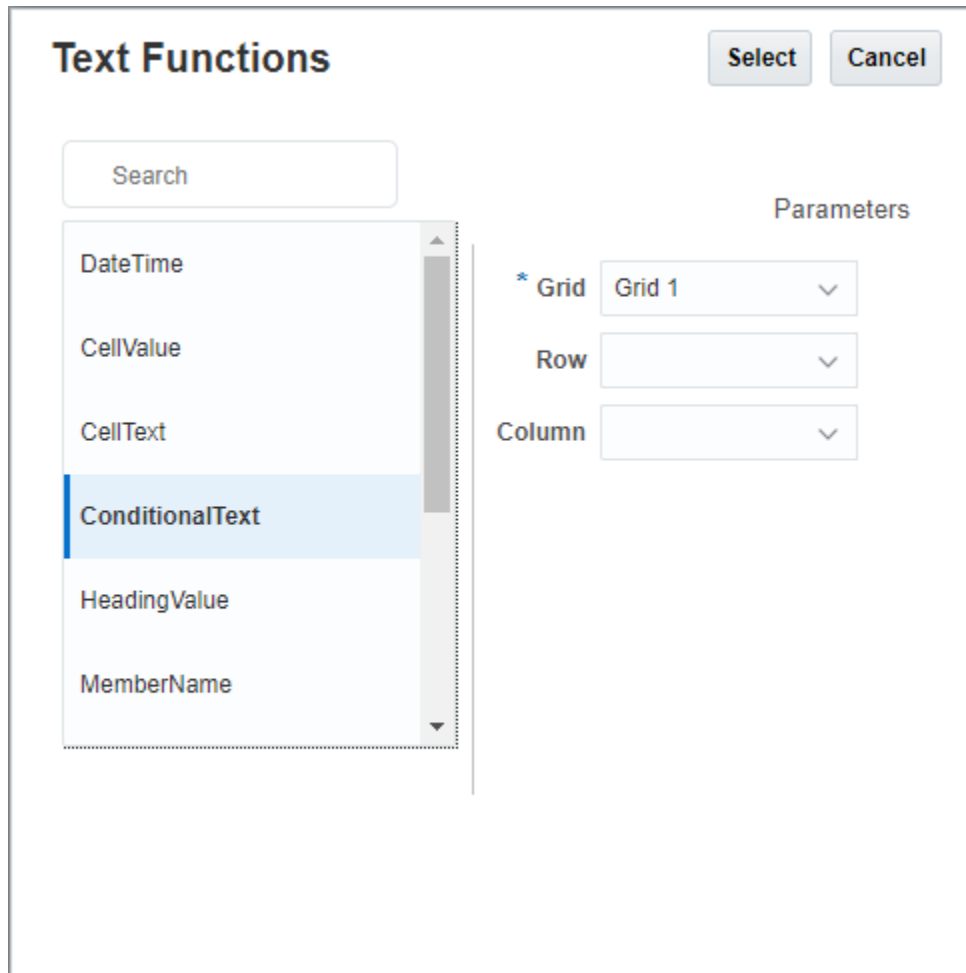 Text Functions
Select
Cancel
Search
Parameters
DateTime
CellValue
CellText
ConditionalText
HeadingValue
MemberName
* Grid
Grid 1
Row
Column